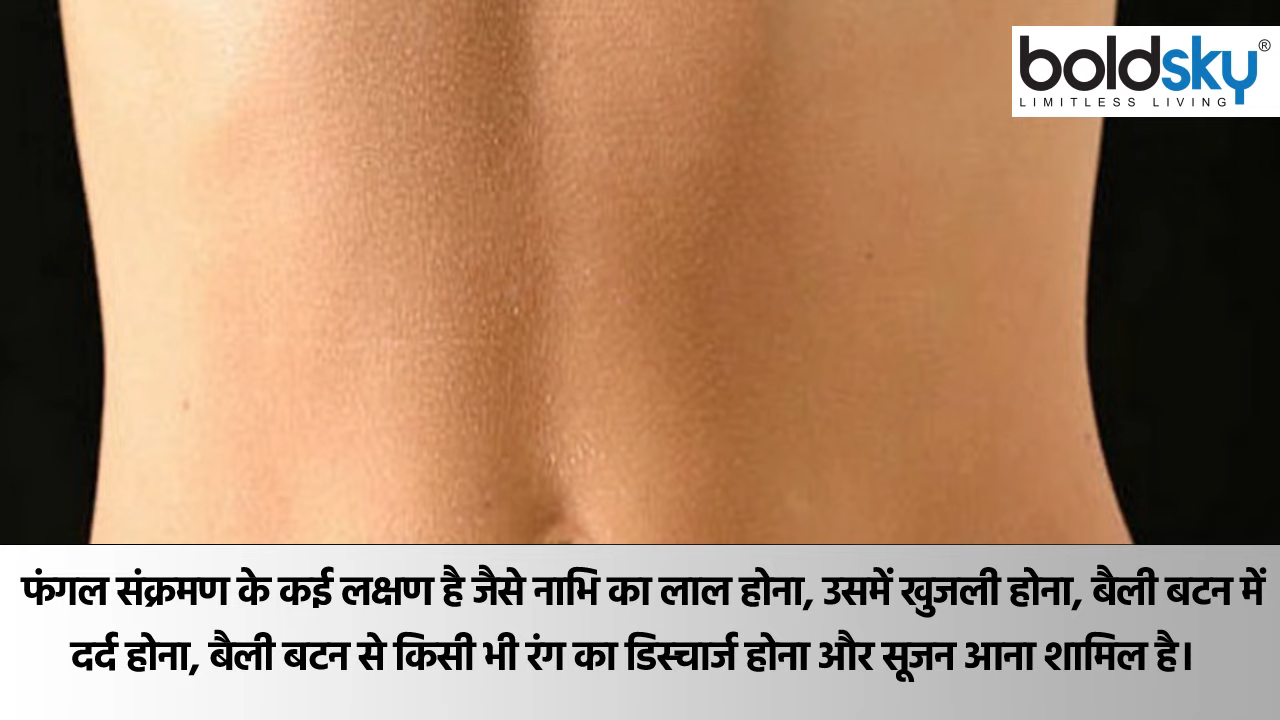 boldsky®
LIMITLESS LIVING
फंगल संक्रमण के कई लक्षण है जैसे नाभि का लाल होना, उसमें खुजली होना, बैली बटन में
दर्द होना, बैली बटन से किसी भी रंग का डिस्चार्ज होना और सूजन आना शामिल है।